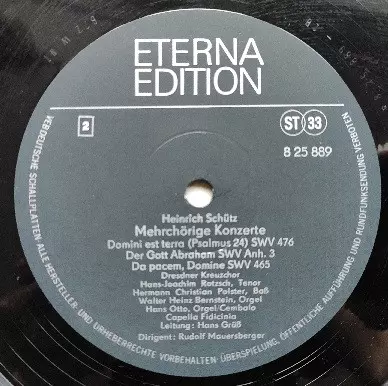 ETERNA
EDITION
2
ST 33
8 25 889
Heinrich Schütz
Mehrchörige Konzerte
Domini est terra (Psalmus 24) SWV 476
Der Gott Abraham SWV Anh. 3
Da pacem, Domine SWV 465
Dresdner Kreuzchor
Hans-Joachim Rotzsch, Tenor
Hermann Christian Polster, Baß
Walter Heinz Bernstein, Orgel
Hans Otto, Orgel/Cembalo
Capella Fidicinia
Leitung: Hans Grüß
Dirigent: Rudolf Mauersberger
VEB DEUTSCHE SCHALLPLATTEN ALLE HERSTELLER- UND URHEBERRECHTE VORBEHALTEN · ÜBERSPIELUNG, ÖFFENTLICHE AUFFÜHRUNG UND RUNDFUNKSENDUNG VERBOTEN